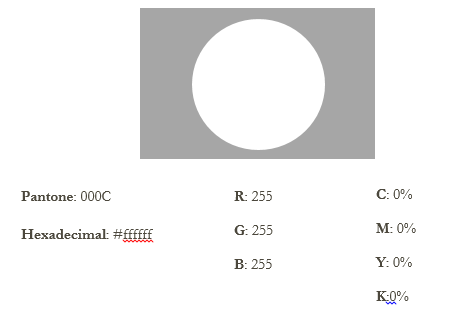 Pantone: 000C
Hexadecimal: #ffffff
R: 255
G: 255
B: 255
C: 0%
M: 0%
Y: 0%
K:0%